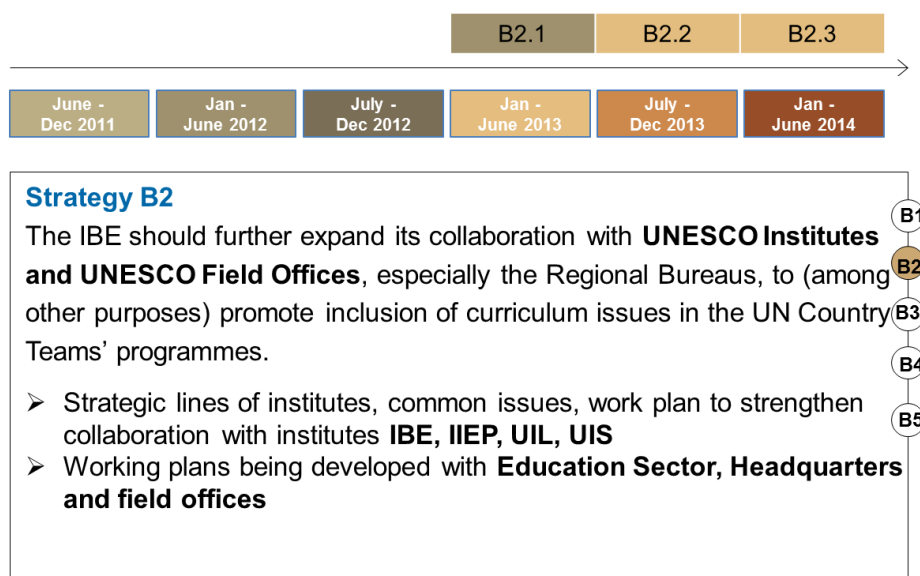 B2.1 B2.2 B2.3
June - Dec 2011
Jan - June 2012
July - Dec 2012
Jan - June 2013
July - Dec 2013
Jan - June 2014
Strategy B2
The IBE should further expand its collaboration with UNESCO Institutes
and UNESCO Field Offices, especially the Regional Bureaus, to (among
other purposes) promote inclusion of curriculum issues in the UN Country
Teams’ programmes.
➢ Strategic lines of institutes, common issues, work plan to strengthen
collaboration with institutes IBE, IIEP, UIL, UIS
➢ Working plans being developed with Education Sector, Headquarters
and field offices
B1
B2
B3
B4
B5